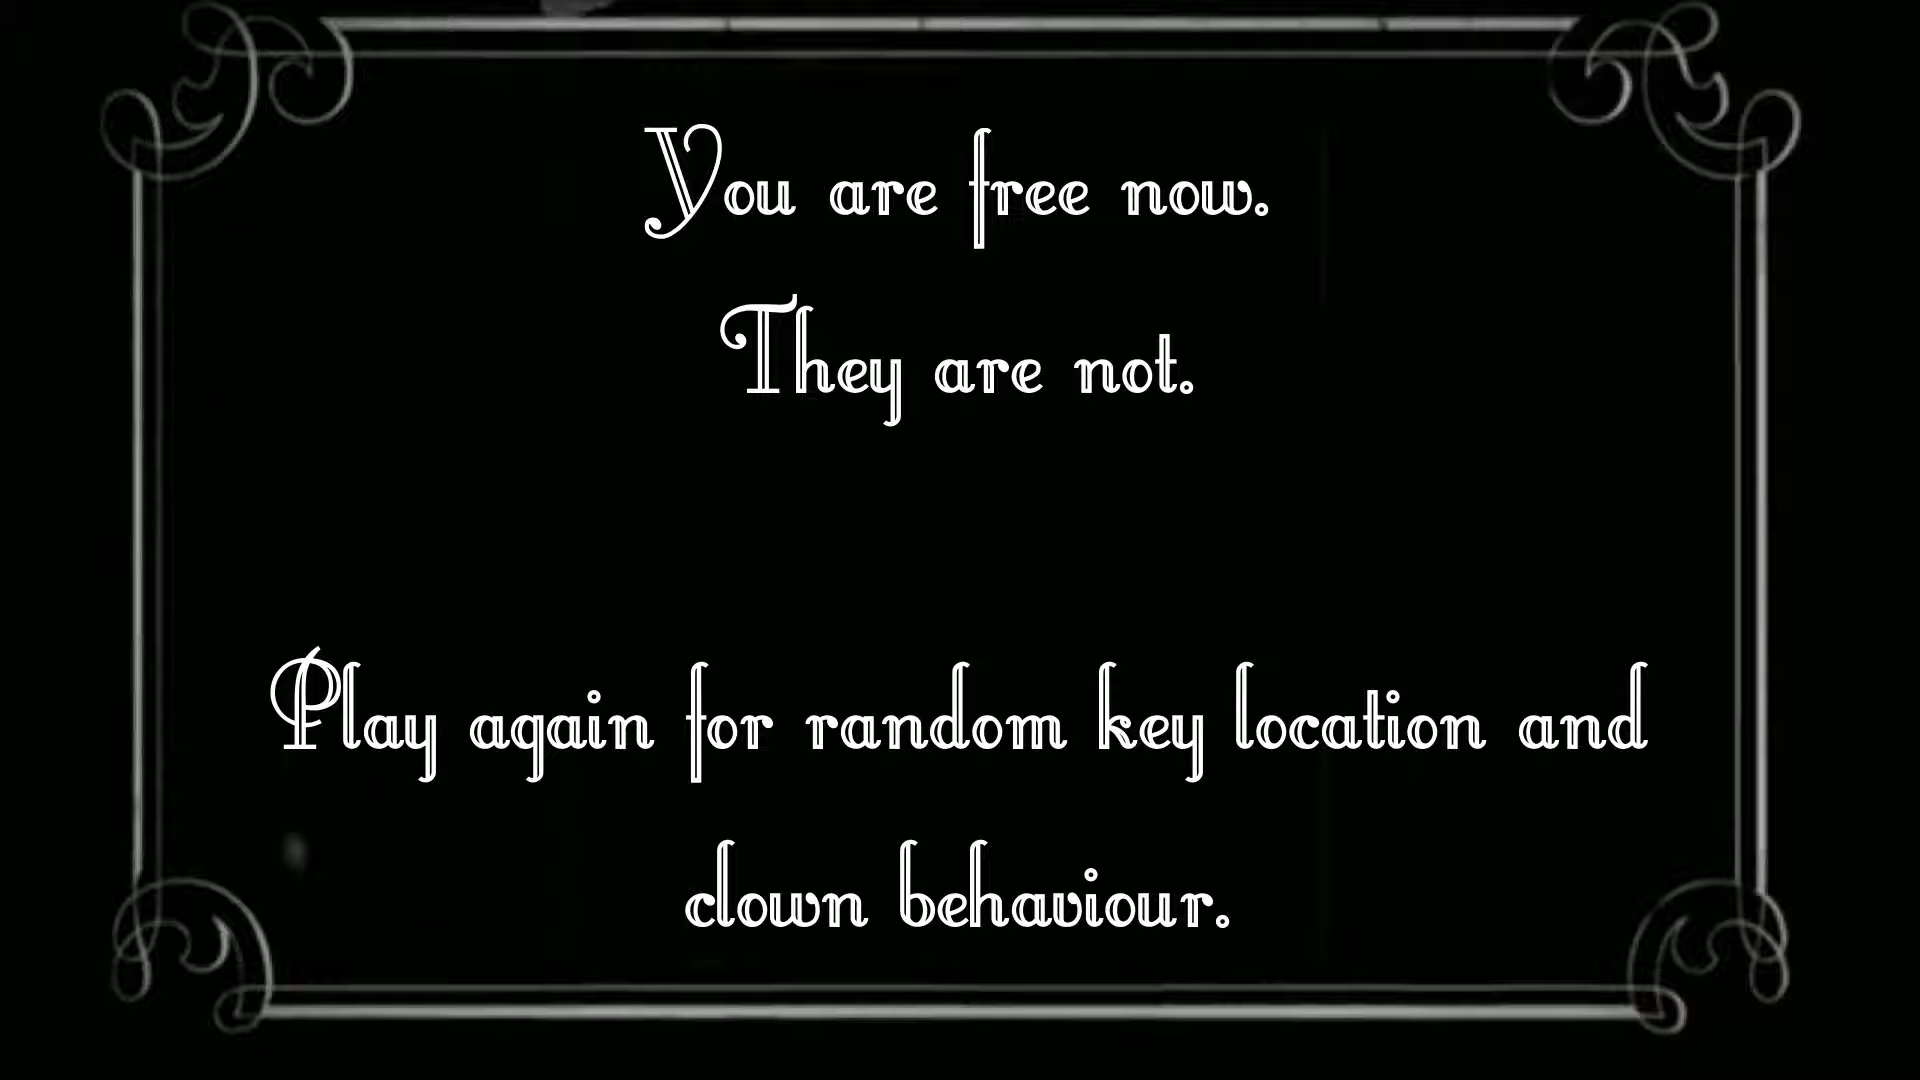 You are free now.
They are not.
Play again for random key location and
clown behaviour.